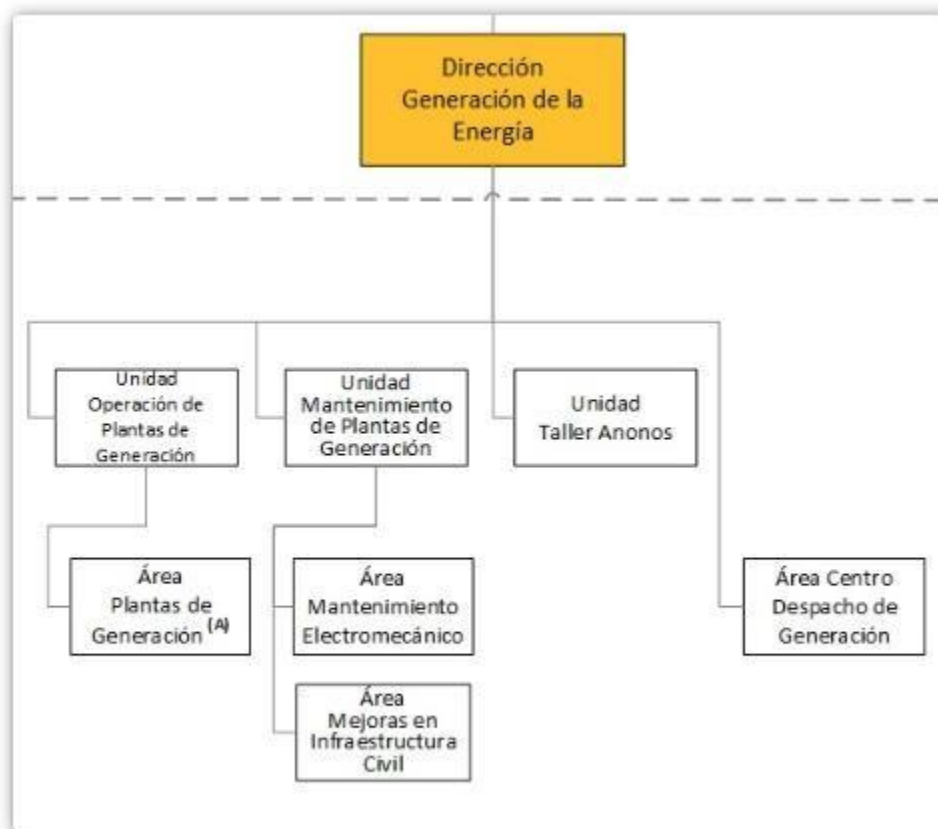 Dirección
Generación de la
Energía
Unidad
Operación de
Plantas de
Generación
Unidad
Mantenimiento
de Plantas de
Generación
Unidad
Taller Anonos
Área
Plantas de
Generación (A)
Área
Mantenimiento
Electromecánico
Área Centro
Despacho de
Generación
Área
Mejoras en
Infraestructura
Civil